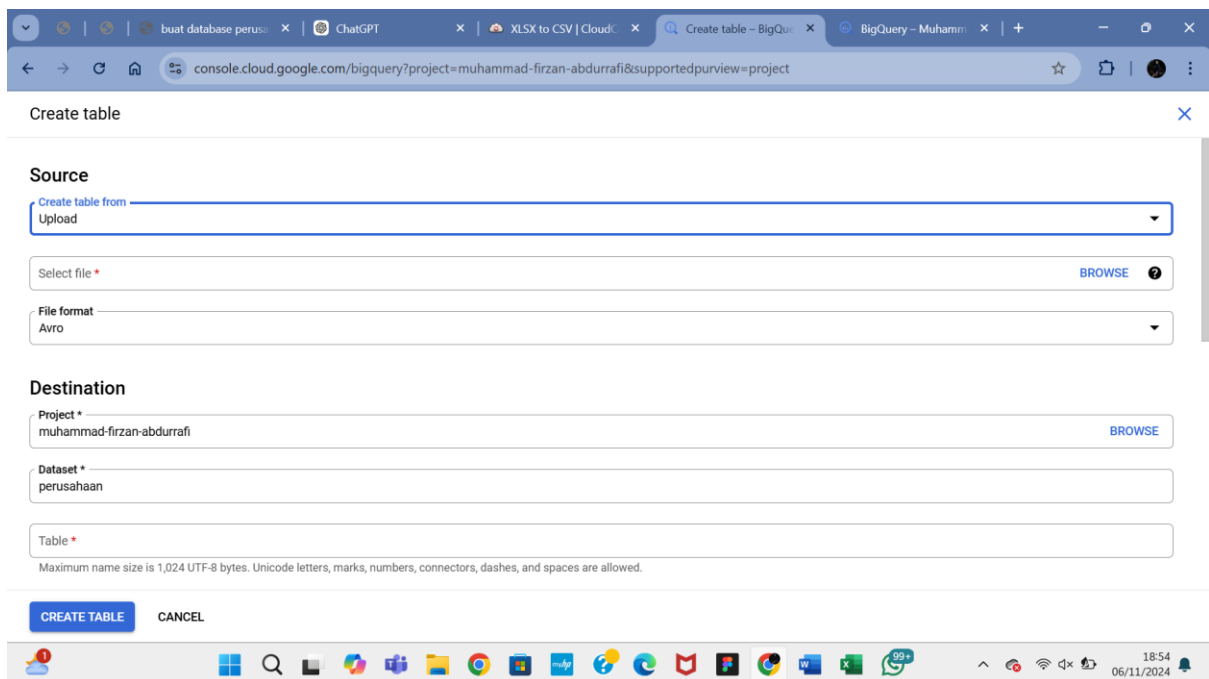 buat database perusa
ChatGPT
XLSX to CSV | CloudC
Create table – BigQue
BigQuery – Muhamm
console.cloud.google.com/bigquery?project=muhammad-firzan-abdurrafi&supportedpurview=project
Create table
Source
Create table from
Upload
Select file *
BROWSE
File format
Avro
Destination
Project *
muhammad-firzan-abdurrafi
BROWSE
Dataset *
perusahaan
Table *
Maximum name size is 1,024 UTF-8 bytes. Unicode letters, marks, numbers, connectors, dashes, and spaces are allowed.
CREATE TABLE
CANCEL
1
myhp
99+
18:54
06/11/2024